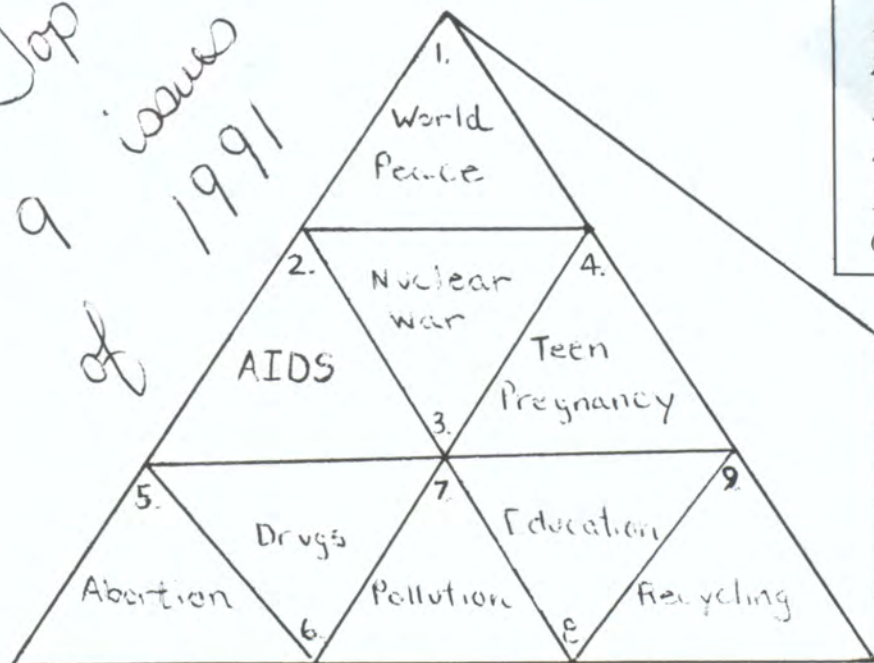 Top
9 issues
of 1991
1.
World
Peace
2.
AIDS
Nuclear
War
3.
4.
Teen
Pregnancy
5.
Abortion
Drugs
6.
7
Pollution
Education
8
9
Recycling